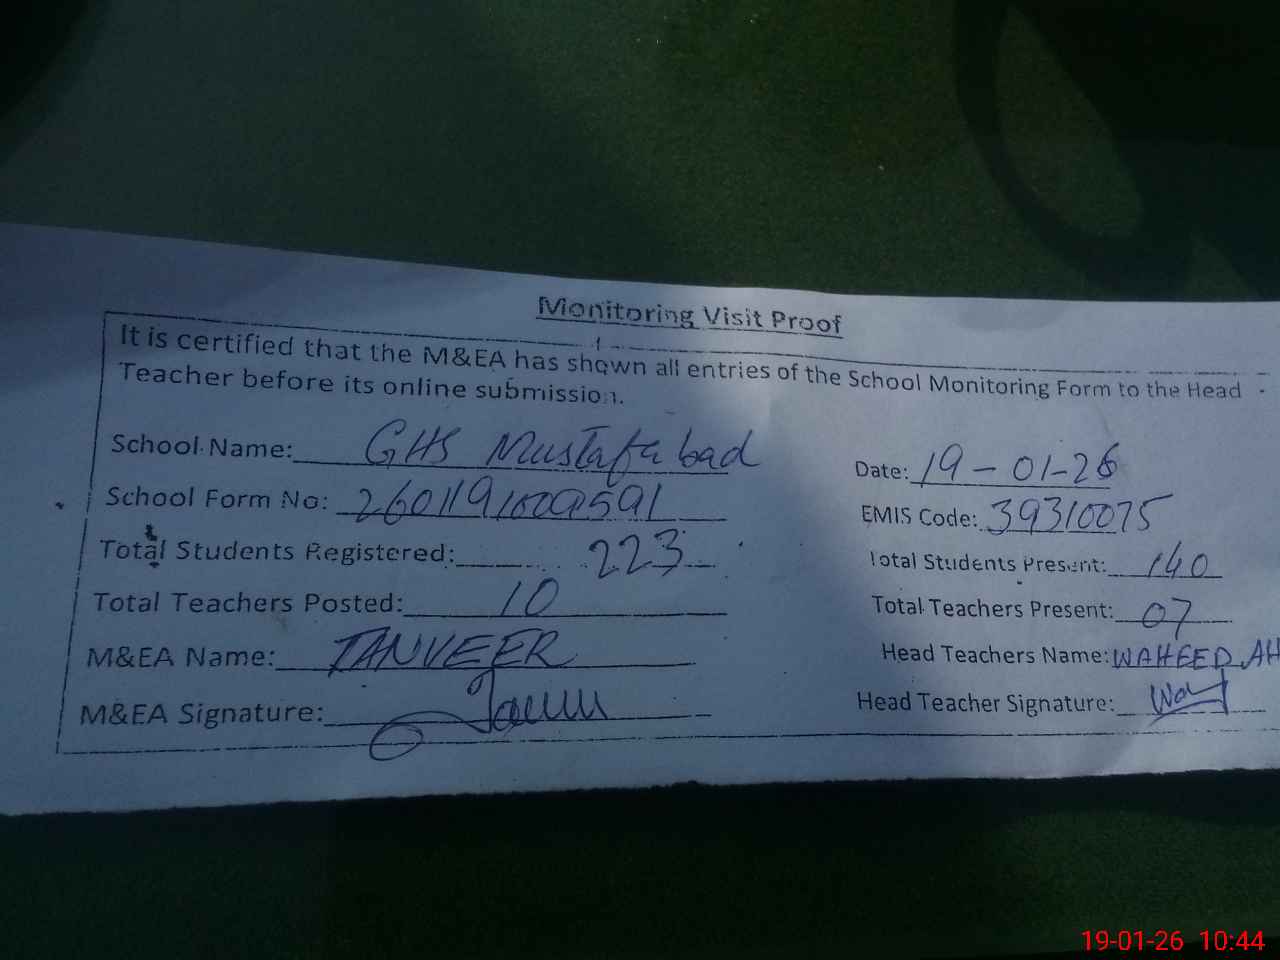 Monitoring Visit Proof
It is certified that the M&EA has shown all entries of the School Monitoring Form to the Head
Teacher before its online submission.
School Name: GHS Mustafabad
Date: 19-01-26
School Form No:
EMIS Code: 39310075
Total Students Registered: 223
Total Students Present: 140
Total Teachers Posted: 10
Total Teachers Present: 07
M&EA Name: TANVEER
Head Teachers Name: WAHEED AH
M&EA Signature:
Head Teacher Signature:
19-01-26 10:44